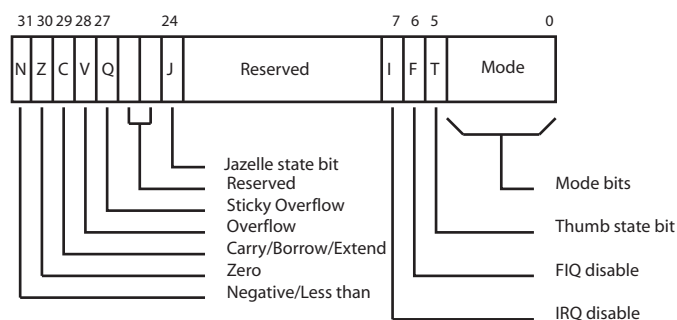 31 30 29 28 27 24 7 6 5 0
N Z C V Q J Reserved I F T Mode
Jazelle state bit
Reserved
Sticky Overflow
Overflow
Carry/Borrow/Extend
Zero
Negative/Less than
Mode bits
Thumb state bit
FIQ disable
IRQ disable